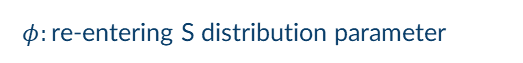 ϕ: re-entering S distribution parameter